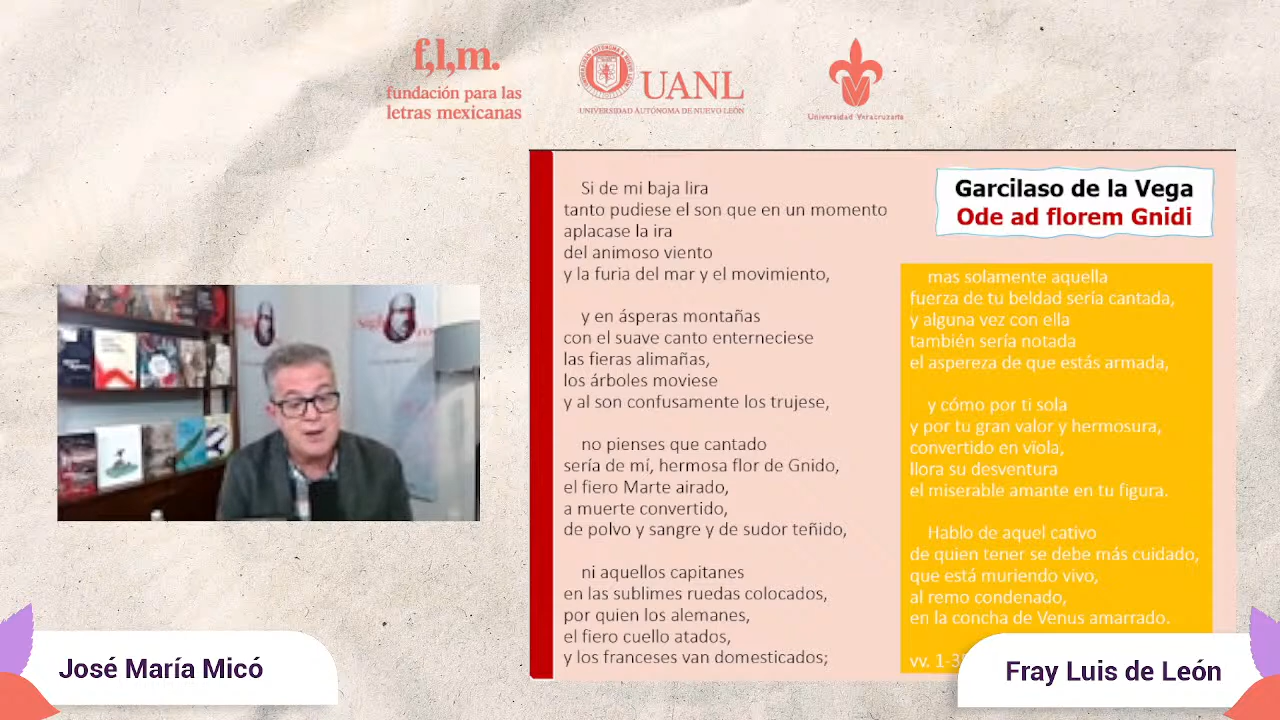 f,l,m.
fundación para las
letras mexicanas
UANL
UNIVERSIDAD AUTÓNOMA DE NUEVO LEÓN
Universidad Veracruzana
Garcilaso de la Vega
Ode ad florem Gnidi
Si de mi baja lira
tanto pudiese el son que en un momento
aplacase la ira
del animoso viento
y la furia del mar y el movimiento,
y en ásperas montañas
con el suave canto enterneciese
las fieras alimañas,
los árboles moviese
y al son confusamente los trujese,
no pienses que cantado
sería de mí, hermosa flor de Gnido,
el fiero Marte airado,
a muerte convertido,
de polvo y sangre y de sudor teñido,
ni aquellos capitanes
en las sublimes ruedas colocados,
por quien los alemanes,
el fiero cuello atados,
y los franceses van domesticados;
mas solamente aquella
fuerza de tu beldad sería cantada,
y alguna vez con ella
también sería notada
el aspereza de que estás armada,
y cómo por ti sola
y por tu gran valor y hermosura,
convertido en viola,
llora su desventura
el miserable amante en tu figura.
Hablo de aquel cativo
de quien tener se debe más cuidado,
que está muriendo vivo,
al remo condenado,
en la concha de Venus amarrado.
vv. 1-3
José María Micó
Fray Luis de León